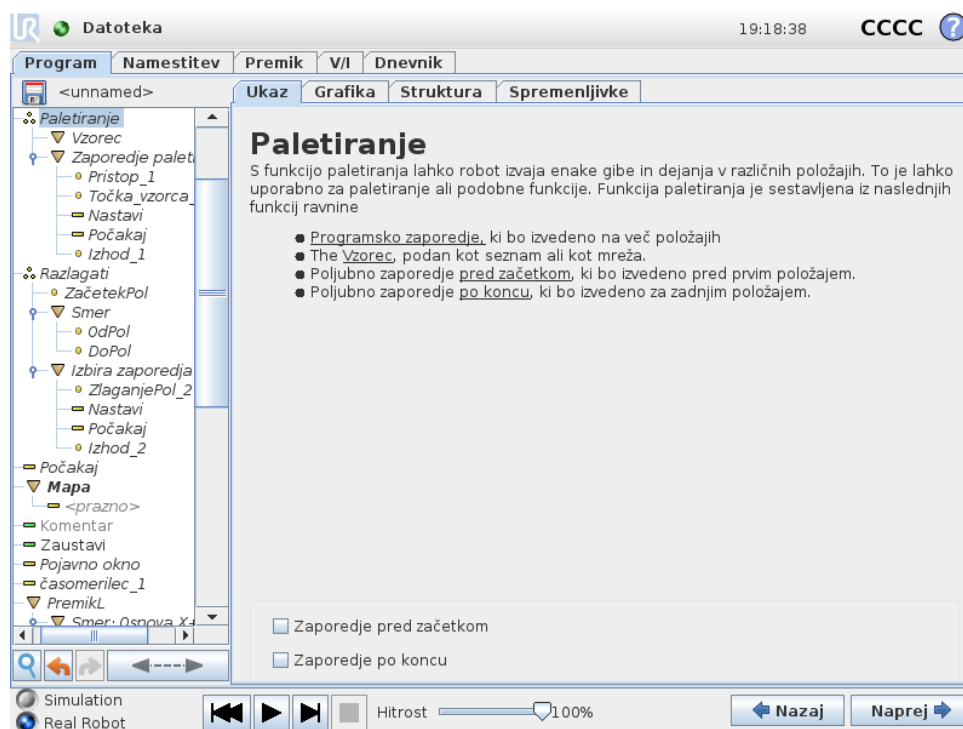 UR Datoteka 19:18:38 CCCC ?
Program Namestitev Premik V/I Dnevnik
<unnamed> Ukaz Grafika Struktura Spremenljivke
Paletiranje
Vzorec
Zaporedje paleti
Pristop_1
Točka_vzorca_
Nastavi
Počakaj
Izhod_1
Razlagati
ZačetekPol
Smer
OdPol
DoPol
Izbira zaporedja
ZlaganjePol_2
Nastavi
Počakaj
Izhod_2
Počakaj
Mapa
<prazno>
Komentar
Zaustavi
Pojavno okno
časomerilec_1
PremikL
Smer: Osnova X+
Paletiranje
S funkcijo paletiranja lahko robot izvaja enake gibe in dejanja v različnih položajih. To je lahko
uporabno za paletiranje ali podobne funkcije. Funkcija paletiranja je sestavljena iz naslednjih
funkcij ravnine
Programsko zaporedje, ki bo izvedeno na več položajih
The Vzorec, podan kot seznam ali kot mreža.
Poljubno zaporedje pred začetkom, ki bo izvedeno pred prvim položajem.
Poljubno zaporedje po koncu, ki bo izvedeno za zadnjim položajem.
Zaporedje pred začetkom
Zaporedje po koncu
Simulation
Real Robot
Hitrost 100%
Nazaj Naprej